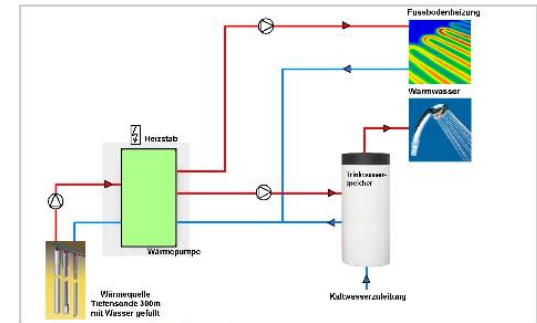 Fussbodenheizung
Warmwasser
Heizstab
Trinkwasser-
speicher
Wärmepumpe
Wärmequelle
Tiefensonde 300m
mit Wasser gefüllt
Kaltwasserzuleitung